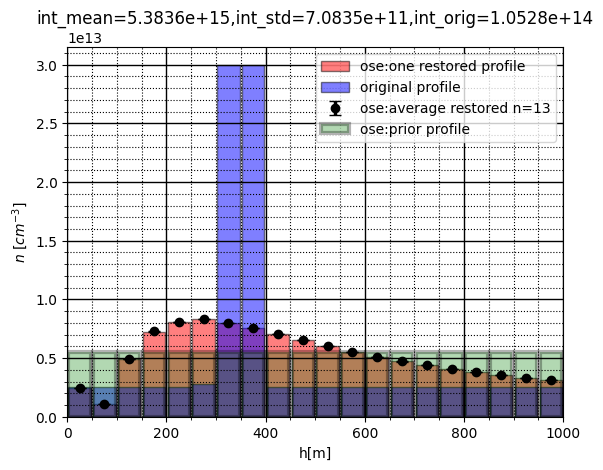 int_mean=5.3836e+15,int_std=7.0835e+11,int_orig=1.0528e+14
1e13
3.0
2.5
2.0
1.5
1.0
0.5
0.0
n [cm⁻³]
ose:one restored profile
original profile
ose:average restored n=13
ose:prior profile
0 200 400 600 800 1000
h[m]